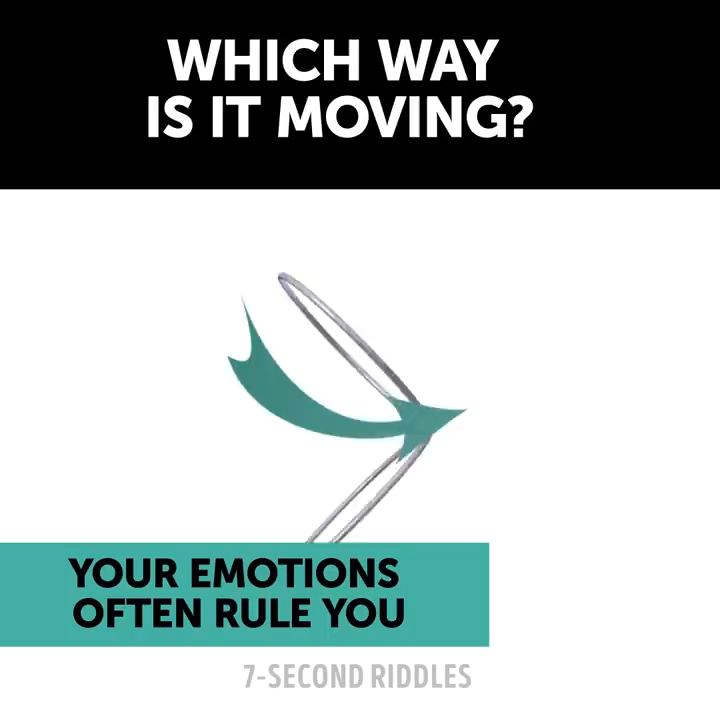 WHICH WAY
IS IT MOVING?
YOUR EMOTIONS
OFTEN RULE YOU
7-SECOND RIDDLES